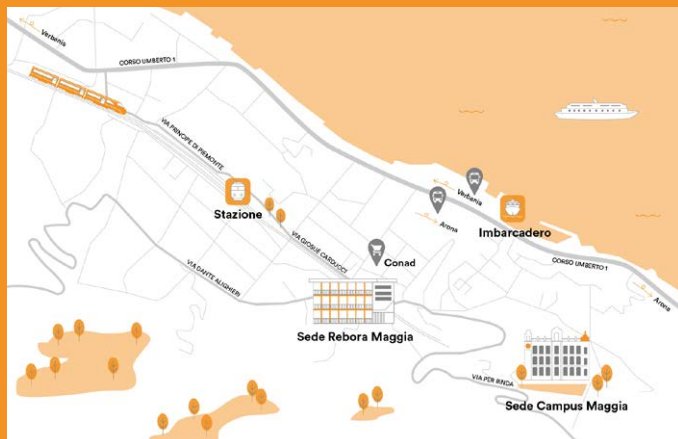 Verbania
CORSO UMBERTO 1
VIA PRINCIPE DI PIEMONTE
Stazione
Verbania
Arona
Imbarcadero
VIA GIOSUÈ CARDUCCI
Conad
CORSO UMBERTO 1
VIA DANTE ALIGHIERI
Arona
Sede Rebora Maggia
VIA PER BINDA
Sede Campus Maggia